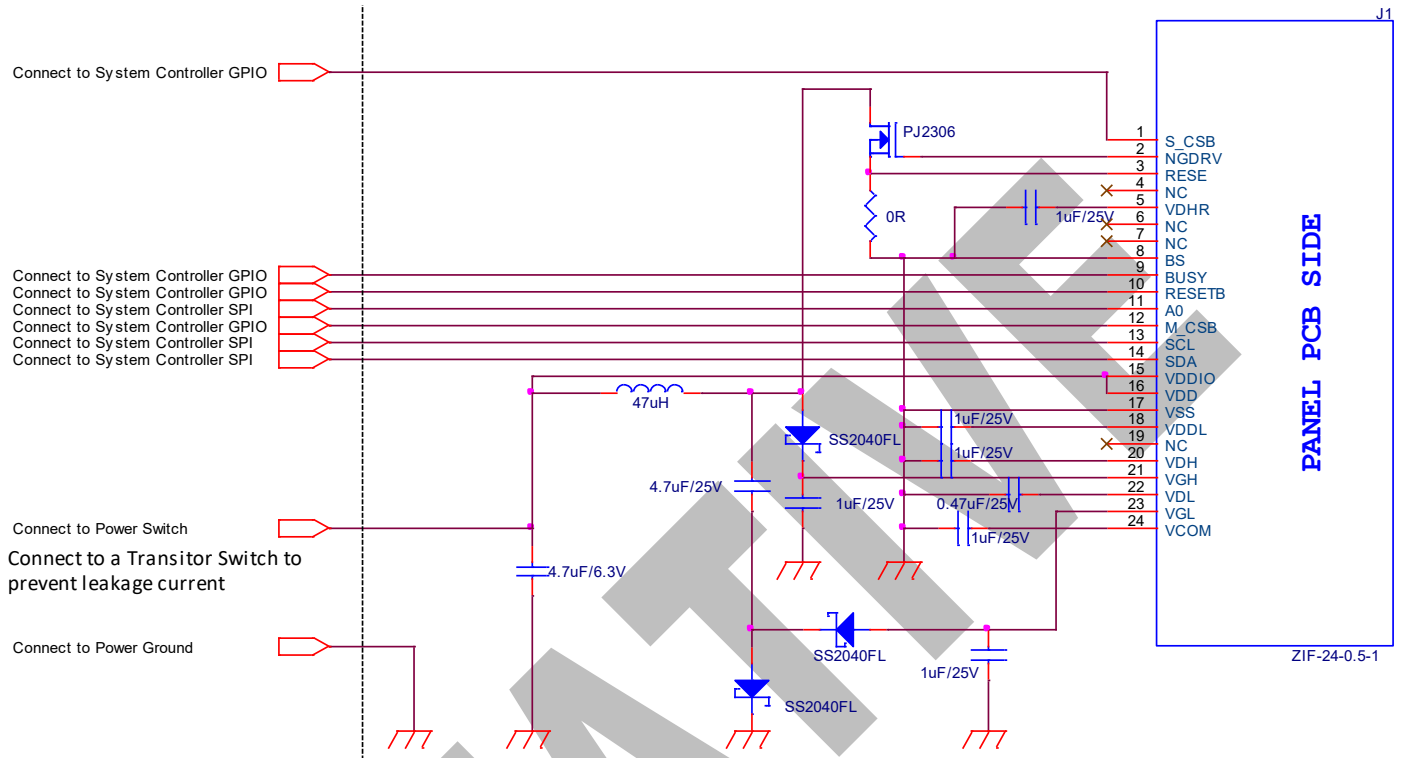 J1
Connect to System Controller GPIO
PJ2306
0R
1uF/25V
1 S_CSB
2 NGDRV
3 RESE
4 NC
5 VDHR
6 NC
7 NC
8 BS
9 BUSY
10 RESETB
11 A0
12 M_CSB
13 SCL
14 SDA
15 VDDIO
16 VDD
17 VSS
18 VDDL
19 NC
20 VDH
21 VGH
22 VDL
23 VGL
24 VCOM
PANEL PCB SIDE
Connect to System Controller GPIO
Connect to System Controller GPIO
Connect to System Controller SPI
Connect to System Controller GPIO
Connect to System Controller SPI
Connect to System Controller SPI
47uH
SS2040FL
1uF/25V
1uF/25V
4.7uF/25V
1uF/25V
0.47uF/25V
1uF/25V
Connect to Power Switch
Connect to a Transitor Switch to
prevent leakage current
4.7uF/6.3V
Connect to Power Ground
SS2040FL
1uF/25V
SS2040FL
ZIF-24-0.5-1
ATIVE